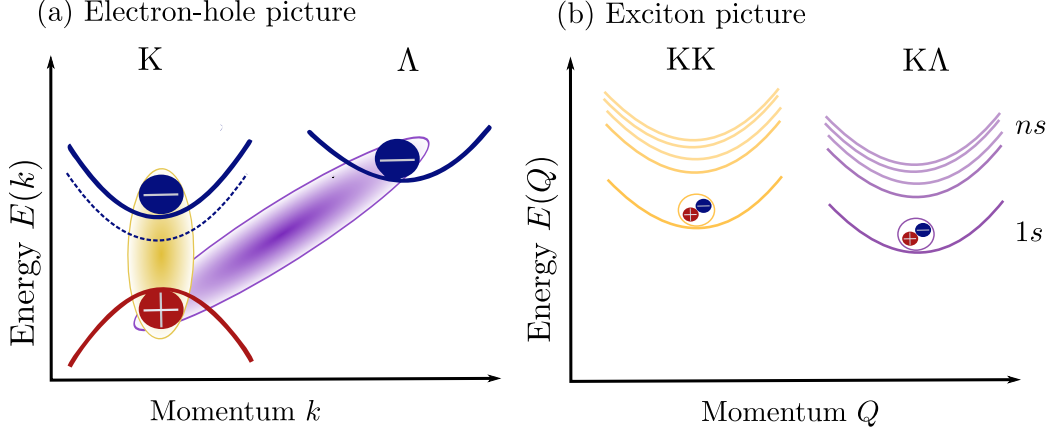 (a) Electron-hole picture
K
Λ
Energy E(k)
Momentum k
(b) Exciton picture
KK
KΛ
ns
1s
Energy E(Q)
Momentum Q